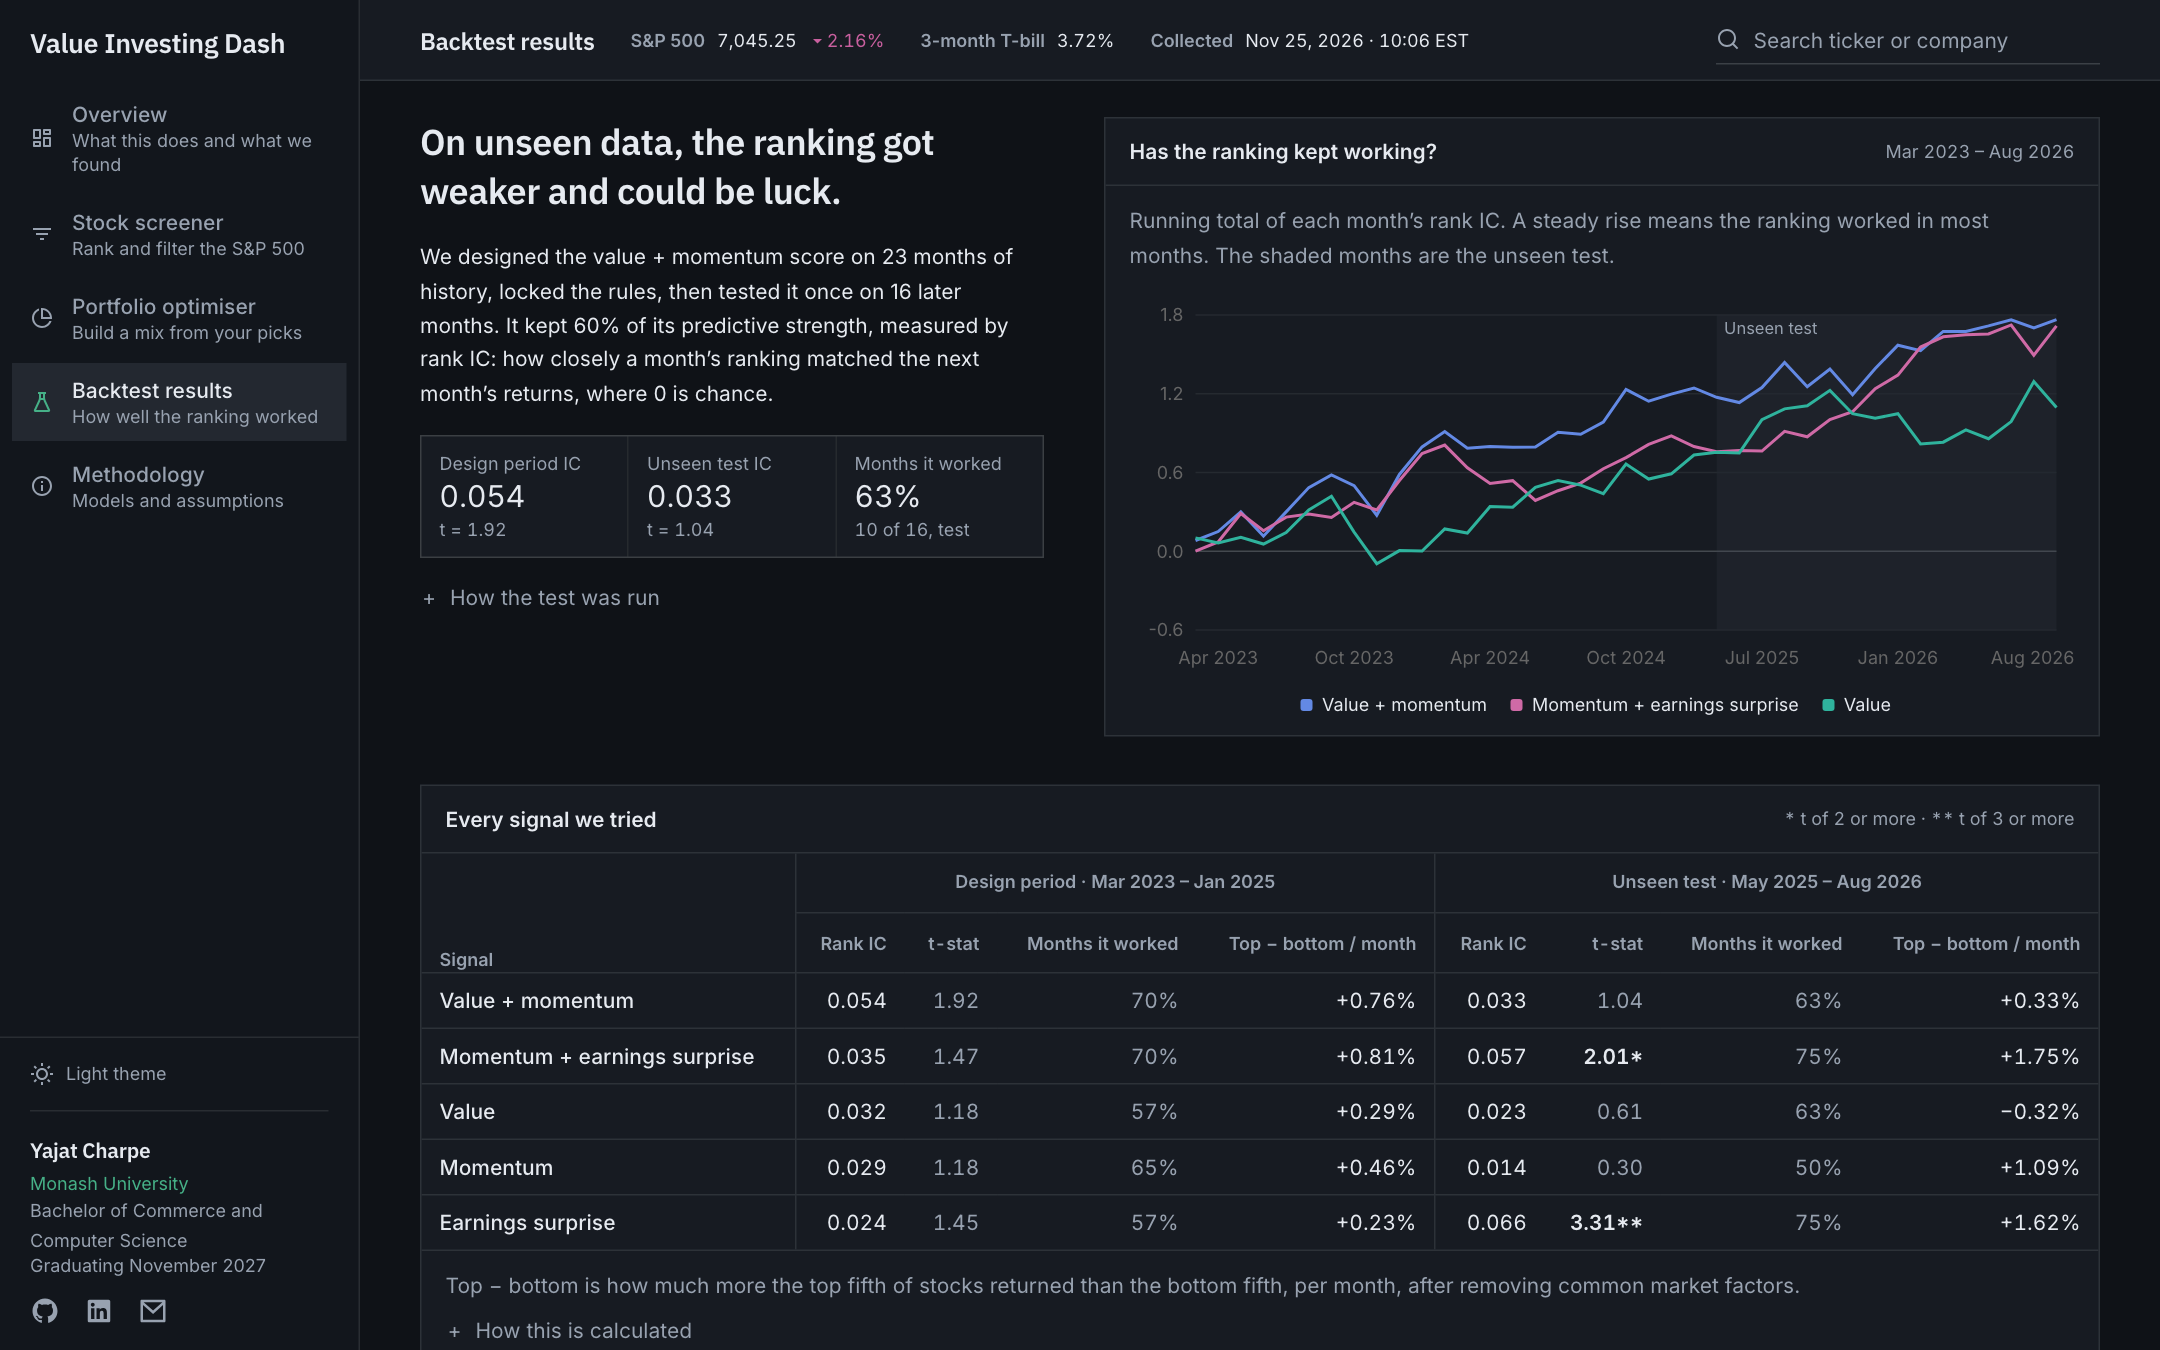 Value Investing Dash
Overview
What this does and what we
found
Stock screener
Rank and filter the S&P 500
Portfolio optimiser
Build a mix from your picks
Backtest results
How well the ranking worked
Methodology
Models and assumptions
Light theme
Yajat Charpe
Monash University
Bachelor of Commerce and
Computer Science
Graduating November 2027
Backtest results S&P 500 7,045.25 2.16% 3-month T-bill 3.72% Collected Nov 25, 2026 · 10:06 EST Search ticker or company
On unseen data, the ranking got
weaker and could be luck.
We designed the value + momentum score on 23 months of
history, locked the rules, then tested it once on 16 later
months. It kept 60% of its predictive strength, measured by
rank IC: how closely a month’s ranking matched the next
month’s returns, where 0 is chance.
Design period IC Unseen test IC Months it worked
0.054 0.033 63%
t = 1.92 t = 1.04 10 of 16, test
+ How the test was run
Has the ranking kept working? Mar 2023 – Aug 2026
Running total of each month’s rank IC. A steady rise means the ranking worked in most
months. The shaded months are the unseen test.
1.8
Unseen test
1.2
0.6
0.0
-0.6
Apr 2023 Oct 2023 Apr 2024 Oct 2024 Jul 2025 Jan 2026 Aug 2026
Value + momentum Momentum + earnings surprise Value
Every signal we tried * t of 2 or more · ** t of 3 or more
Design period · Mar 2023 – Jan 2025 Unseen test · May 2025 – Aug 2026
Signal Rank IC t-stat Months it worked Top − bottom / month Rank IC t-stat Months it worked Top − bottom / month
Value + momentum 0.054 1.92 70% +0.76% 0.033 1.04 63% +0.33%
Momentum + earnings surprise 0.035 1.47 70% +0.81% 0.057 2.01* 75% +1.75%
Value 0.032 1.18 57% +0.29% 0.023 0.61 63% −0.32%
Momentum 0.029 1.18 65% +0.46% 0.014 0.30 50% +1.09%
Earnings surprise 0.024 1.45 57% +0.23% 0.066 3.31** 75% +1.62%
Top − bottom is how much more the top fifth of stocks returned than the bottom fifth, per month, after removing common market factors.
+ How this is calculated